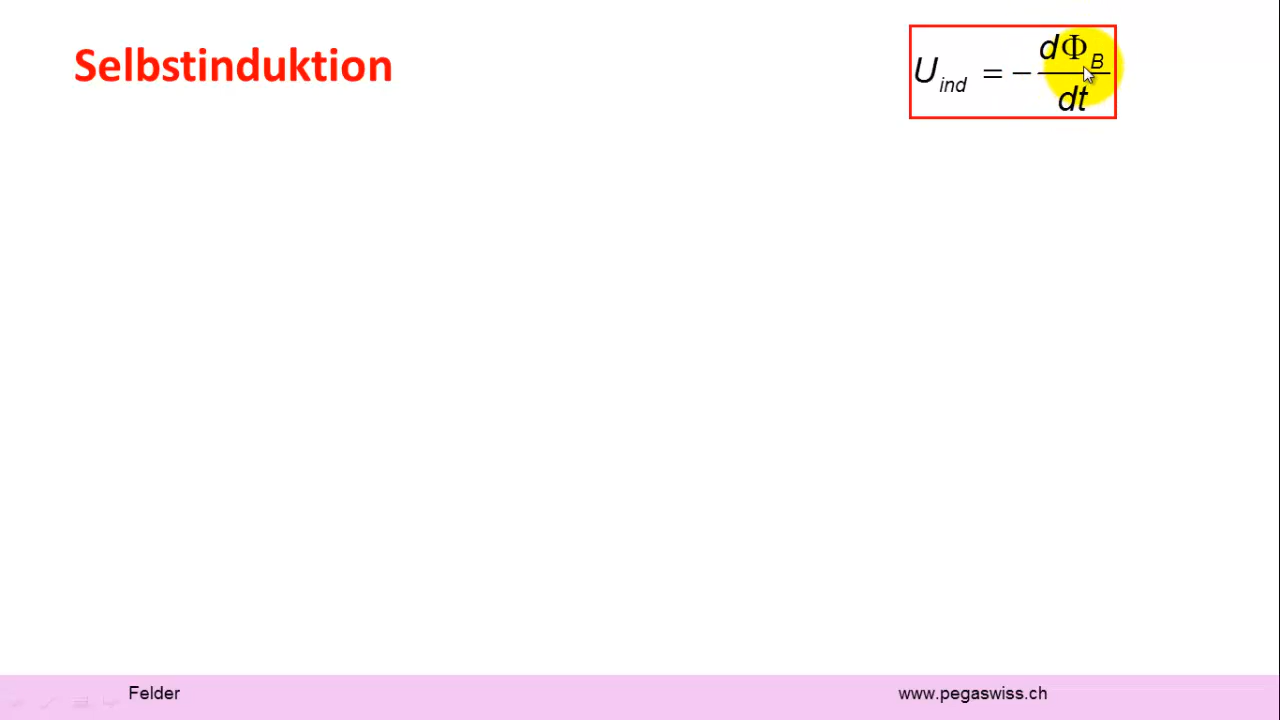 Selbstinduktion
U_ind = − dΦ_B / dt
Felder
www.pegaswiss.ch